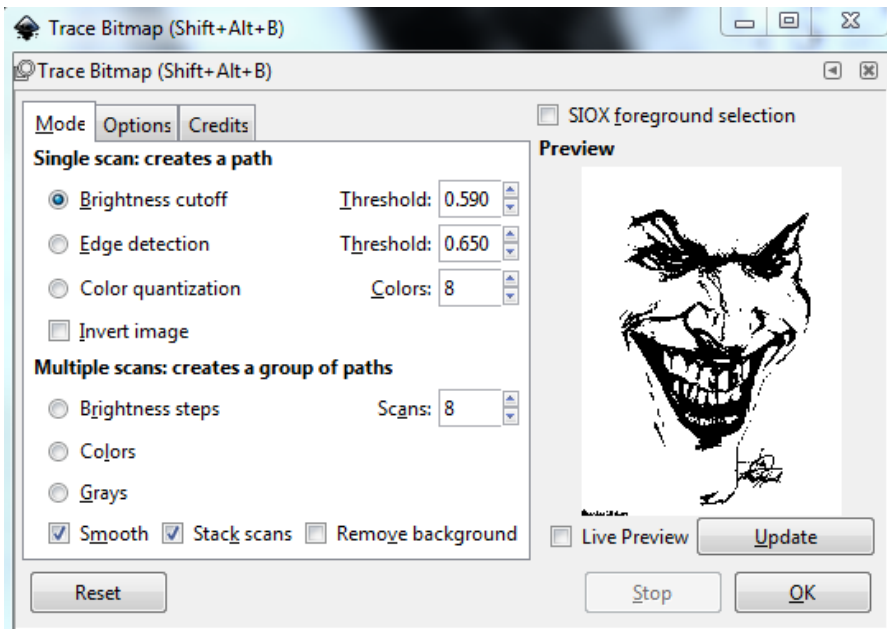 Trace Bitmap (Shift+Alt+B)
Trace Bitmap (Shift+Alt+B)
Mode Options Credits
SIOX foreground selection
Single scan: creates a path
Preview
Brightness cutoff Threshold: 0.590
Edge detection Threshold: 0.650
Color quantization Colors: 8
Invert image
Multiple scans: creates a group of paths
Brightness steps Scans: 8
Colors
Grays
Smooth Stack scans Remove background
Live Preview Update
Reset Stop OK